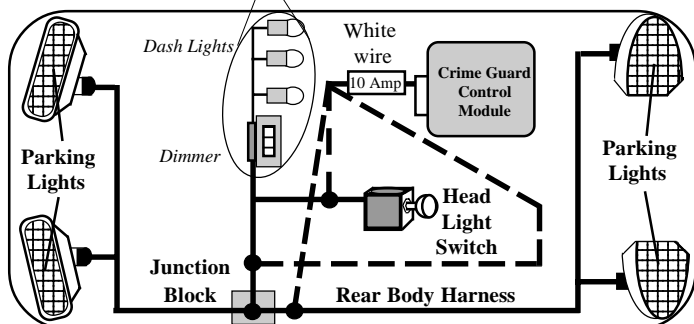 Dash Lights
White
wire
10 Amp
Crime Guard
Control
Module
Dimmer
Parking
Lights
Parking
Lights
Head
Light
Switch
Junction
Block
Rear Body Harness